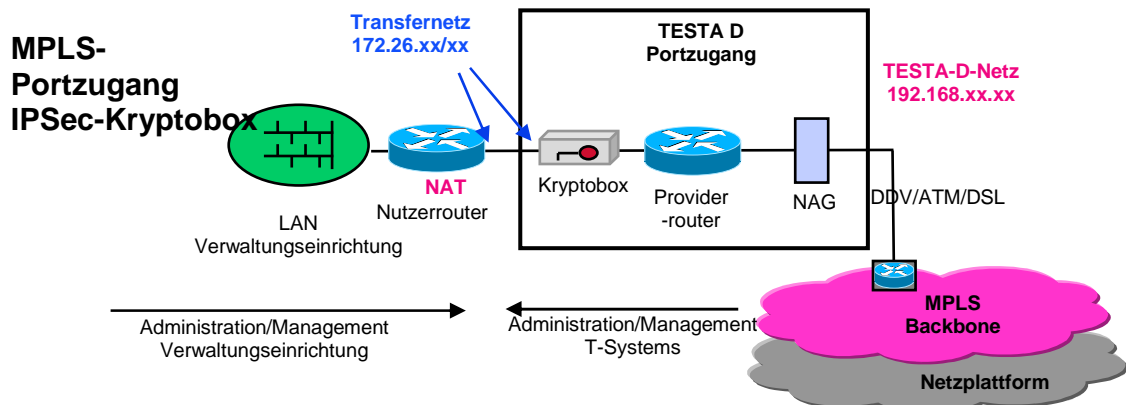 MPLS-
Portzugang
IPSec-Kryptobox
Transfernetz
172.26.xx/xx
TESTA D
Portzugang
TESTA-D-Netz
192.168.xx.xx
NAT
Nutzerrouter
Kryptobox
Provider
-router
NAG
DDV/ATM/DSL
LAN
Verwaltungseinrichtung
Administration/Management
Verwaltungseinrichtung
Administration/Management
T-Systems
MPLS
Backbone
Netzplattform